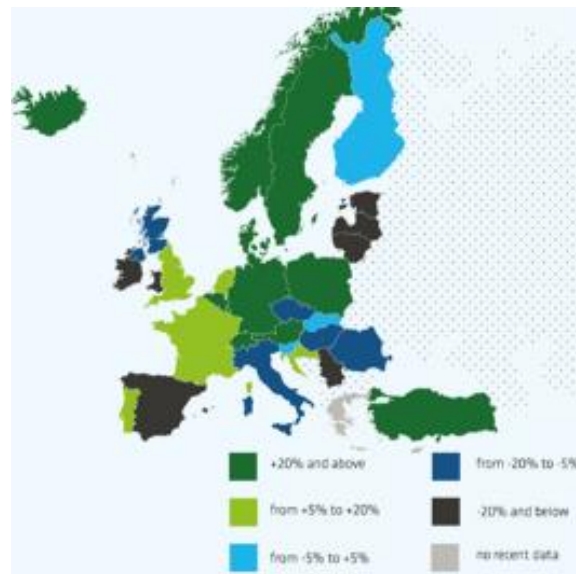 +20% and above
from -20% to -5%
from +5% to +20%
-20% and below
from -5% to +5%
no recent data